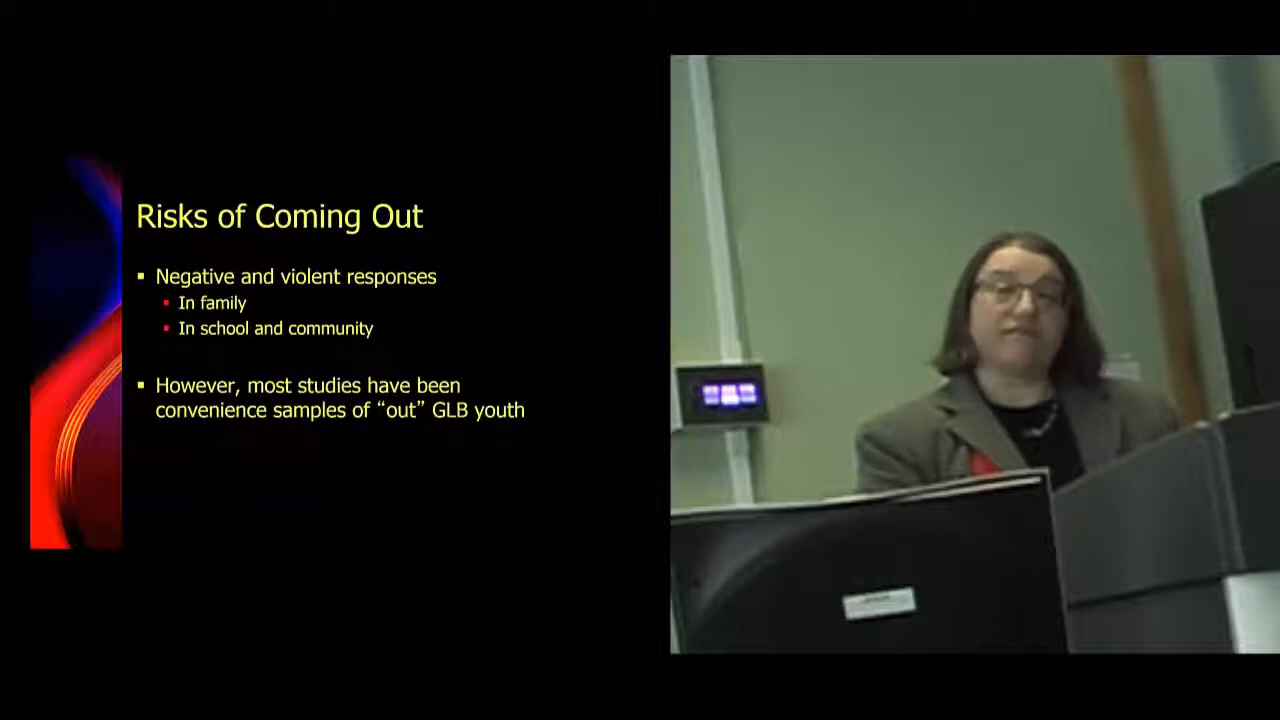 Risks of Coming Out
▪ Negative and violent responses
▪ In family
▪ In school and community
▪ However, most studies have been
convenience samples of “out” GLB youth